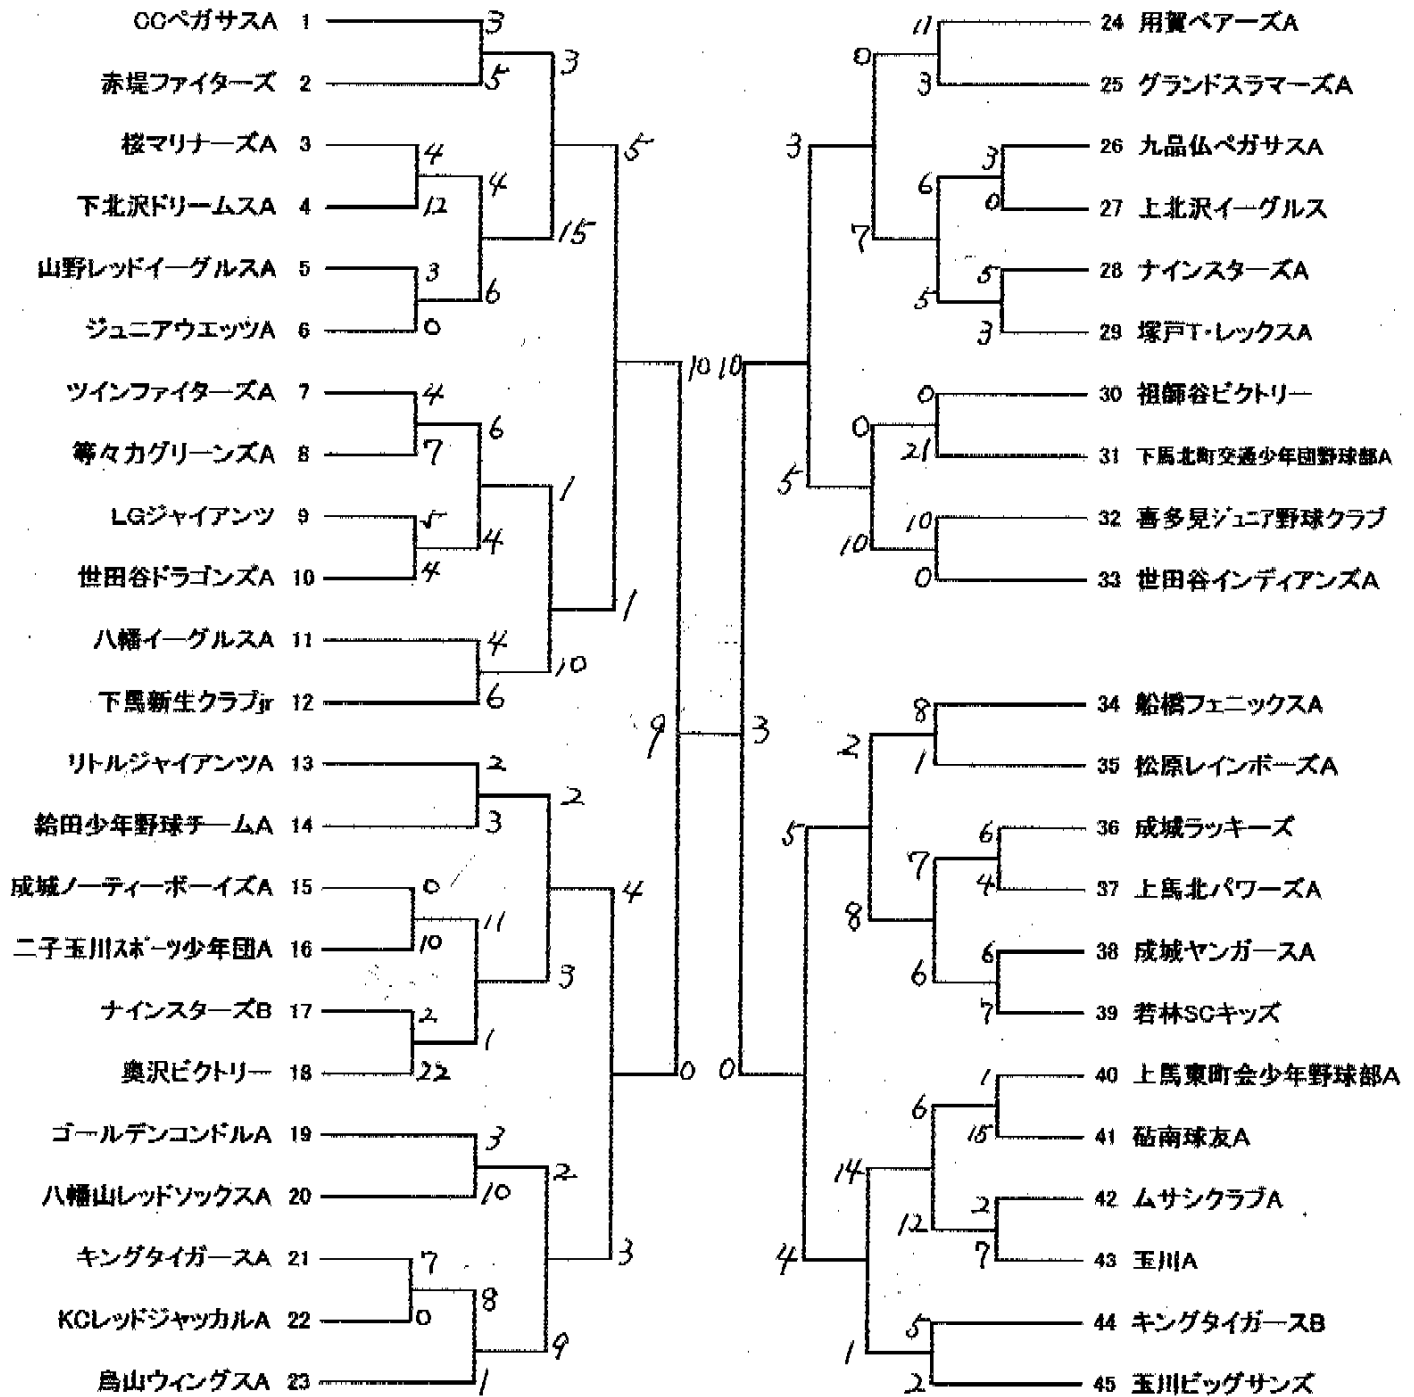 CCペガサスA 1 3
3
赤堤ファイターズ 2 5
桜マリナーズA 3 4
5
4
下北沢ドリームスA 4 12
15
山野レッドイーグルスA 5 3
6
ジュニアウエッツA 6 0
10
ツインファイターズA 7 4
6
等々力グリーンズA 8 7
1
LGジャイアンツ 9 5
4
世田谷ドラゴンズA 10 4
1
八幡イーグルスA 11 4
10
下馬新生クラブjr 12 6
9
リトルジャイアンツA 13 2
2
給田少年野球チームA 14 3
成城ノーティーボーイズA 15 0
4
11
二子玉川スポーツ少年団A 16 10
3
ナインスターズB 17 2
1
奥沢ビクトリー 18 22
0
ゴールデンコンドルA 19 3
2
八幡山レッドソックスA 20 10
キングタイガースA 21 7
3
8
KCレッドジャッカルA 22 0
9
烏山ウィングスA 23 1
11 24 用賀ベアーズA
0
3 25 グランドスラマーズA
3
3 26 九品仏ペガサスA
6
0 27 上北沢イーグルス
7
5 28 ナインスターズA
5
3 29 塚戸T・レックスA
10
0 30 祖師谷ビクトリー
0
21 31 下馬北町交通少年団野球部A
5
10 32 喜多見ジュニア野球クラブ
10
0 33 世田谷インディアンズA
8 34 船橋フェニックスA
3
2
1 35 松原レインボーズA
5
6 36 成城ラッキーズ
7
4 37 上馬北パワーズA
8
6 38 成城ヤンガースA
6
7 39 若林SCキッズ
0
1 40 上馬東町会少年野球部A
6
15 41 砧南球友A
14
2 42 ムサシクラブA
12
7 43 玉川A
4
5 44 キングタイガースB
1
2 45 玉川ビッグサンズ